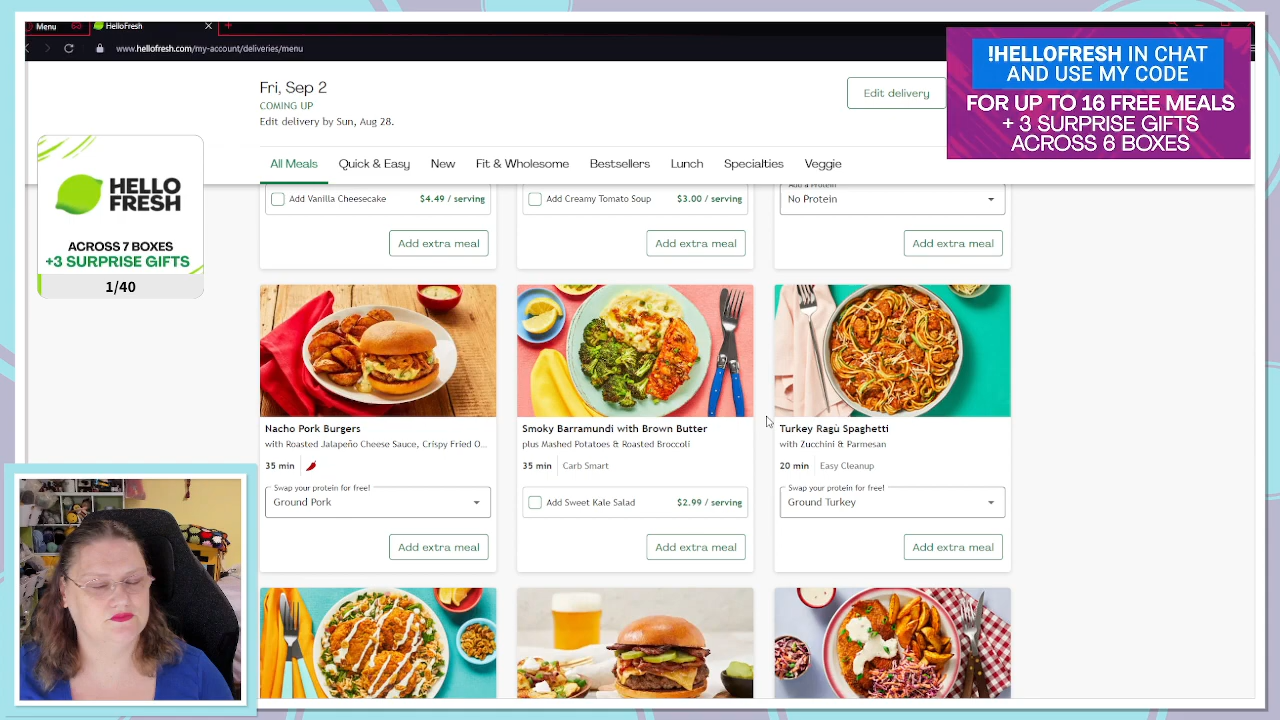 Menu
HelloFresh
www.hellofresh.com/my-account/deliveries/menu
!HELLOFRESH IN CHAT
AND USE MY CODE
FOR UP TO 16 FREE MEALS
+ 3 SURPRISE GIFTS
ACROSS 6 BOXES
Fri, Sep 2
COMING UP
Edit delivery by Sun, Aug 28.
Edit delivery
HELLO
FRESH
ACROSS 7 BOXES
+3 SURPRISE GIFTS
1/40
All Meals Quick & Easy New Fit & Wholesome Bestsellers Lunch Specialties Veggie
Add Vanilla Cheesecake $4.49 / serving
Add Creamy Tomato Soup $3.00 / serving
Add a Protein
No Protein
Add extra meal
Add extra meal
Add extra meal
Nacho Pork Burgers
with Roasted Jalapeño Cheese Sauce, Crispy Fried O...
35 min
Swap your protein for free!
Ground Pork
Add extra meal
Smoky Barramundi with Brown Butter
plus Mashed Potatoes & Roasted Broccoli
35 min Carb Smart
Add Sweet Kale Salad $2.99 / serving
Add extra meal
Turkey Ragù Spaghetti
with Zucchini & Parmesan
20 min Easy Cleanup
Swap your protein for free!
Ground Turkey
Add extra meal